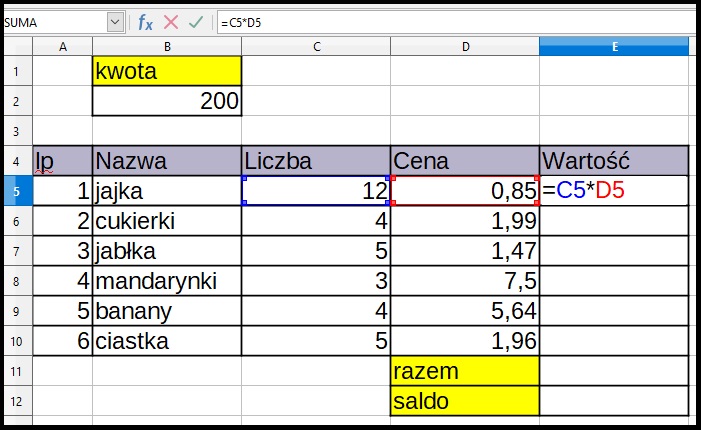 SUMA fx =C5*D5
A B C D E
1 kwota
2 200
3
4 lp Nazwa Liczba Cena Wartość
5 1 jajka 12 0,85 =C5*D5
6 2 cukierki 4 1,99
7 3 jabłka 5 1,47
8 4 mandarynki 3 7,5
9 5 banany 4 5,64
10 6 ciastka 5 1,96
11 razem
12 saldo